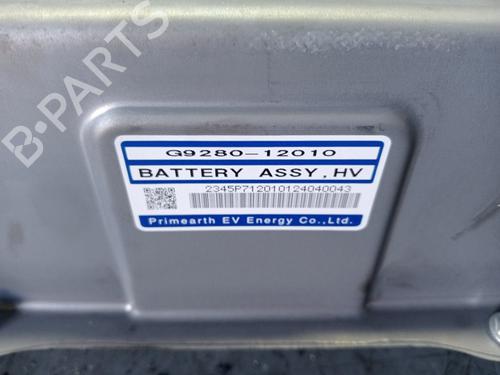 B-PARTS
G9280-12010
BATTERY ASSY, HV
2345P712010124040043
Primearth EV Energy Co.,Ltd.